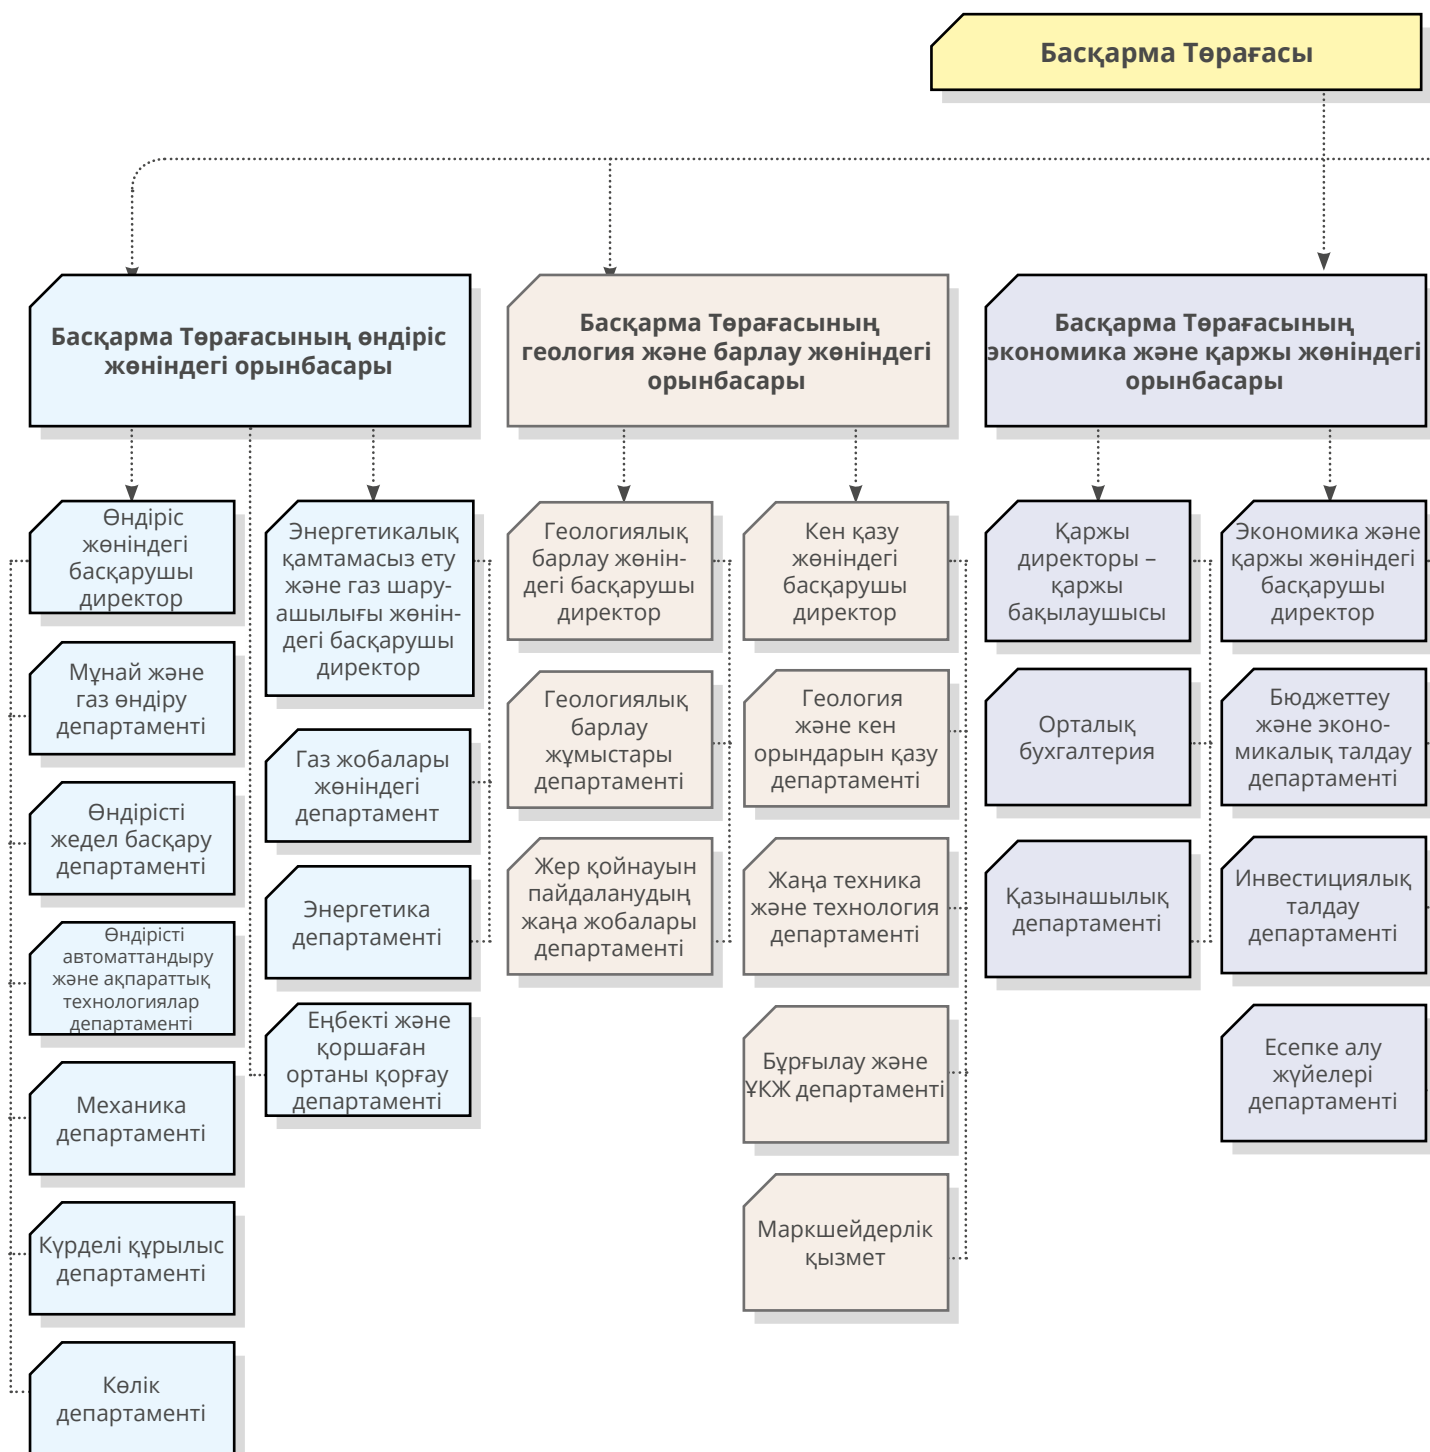 Басқарма Төрағасы
Басқарма Төрағасының өндіріс
жөніндегі орынбасары
Басқарма Төрағасының
геология және барлау жөніндегі
орынбасары
Басқарма Төрағасының
экономика және қаржы жөніндегі
орынбасары
Өндіріс
жөніндегі
басқарушы
директор
Мұнай және
газ өндіру
департаменті
Өндірісті
жедел басқару
департаменті
Өндірісті
автоматтандыру
және ақпараттық
технологиялар
департаменті
Механика
департаменті
Күрделі құрылыс
департаменті
Көлік
департаменті
Энергетикалық
қамтамасыз ету
және газ шару-
ашылығы жөнін-
дегі басқарушы
директор
Газ жобалары
жөніндегі
департамент
Энергетика
департаменті
Еңбекті және
қоршаған
ортаны қорғау
департаменті
Геологиялық
барлау жөнін-
дегі басқарушы
директор
Геологиялық
барлау
жұмыстары
департаменті
Жер қойнауын
пайдаланудың
жаңа жобалары
департаменті
Кен қазу
жөніндегі
басқарушы
директор
Геология
және кен
орындарын қазу
департаменті
Жаңа техника
және технология
департаменті
Бұрғылау және
ҰКЖ департаменті
Маркшейдерлік
қызмет
Қаржы
директоры –
қаржы
бақылаушысы
Орталық
бухгалтерия
Қазынашылық
департаменті
Экономика және
қаржы жөніндегі
басқарушы
директор
Бюджеттеу
және эконо-
микалық талдау
департаменті
Инвестициялық
талдау
департаменті
Есепке алу
жүйелері
департаменті